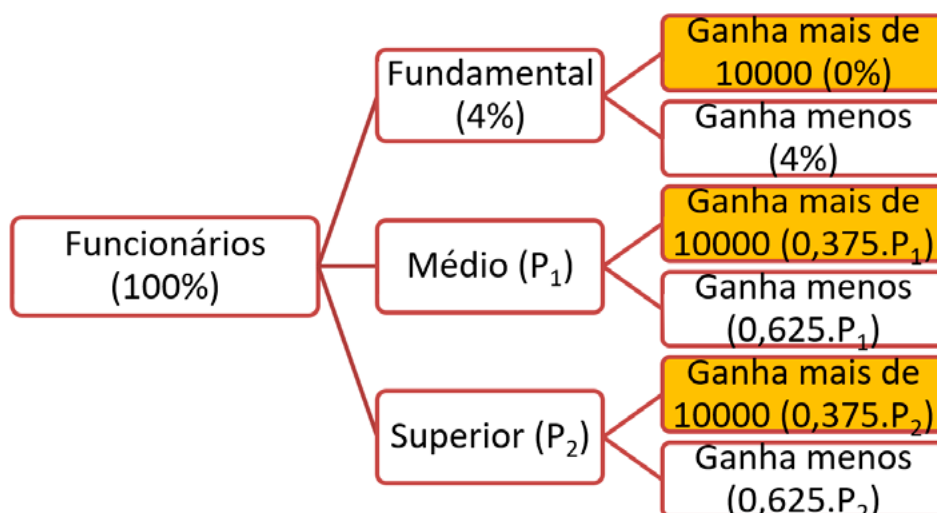 Funcionários
(100%)
Fundamental
(4%)
Ganha mais de
10000 (0%)
Ganha menos
(4%)
Médio (P₁)
Ganha mais de
10000 (0,375.P₁)
Ganha menos
(0,625.P₁)
Superior (P₂)
Ganha mais de
10000 (0,375.P₂)
Ganha menos
(0,625.P₂)